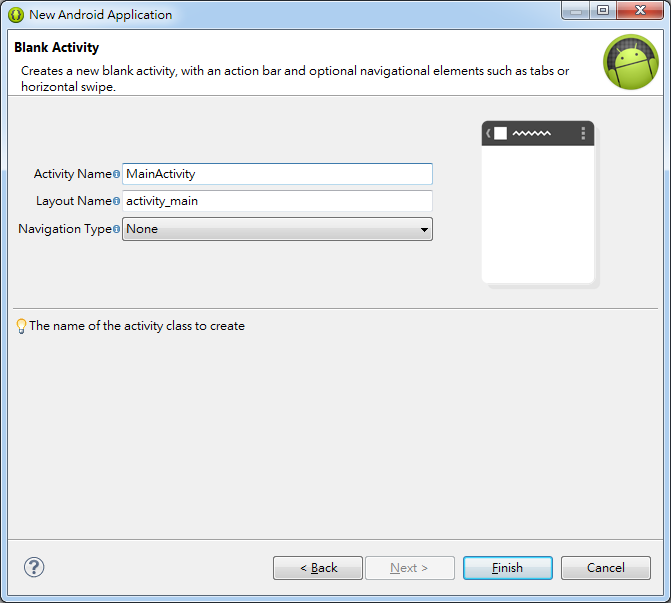 New Android Application
Blank Activity
Creates a new blank activity, with an action bar and optional navigational elements such as tabs or
horizontal swipe.
Activity Name MainActivity
Layout Name activity_main
Navigation Type None
The name of the activity class to create
< Back Next > Finish Cancel